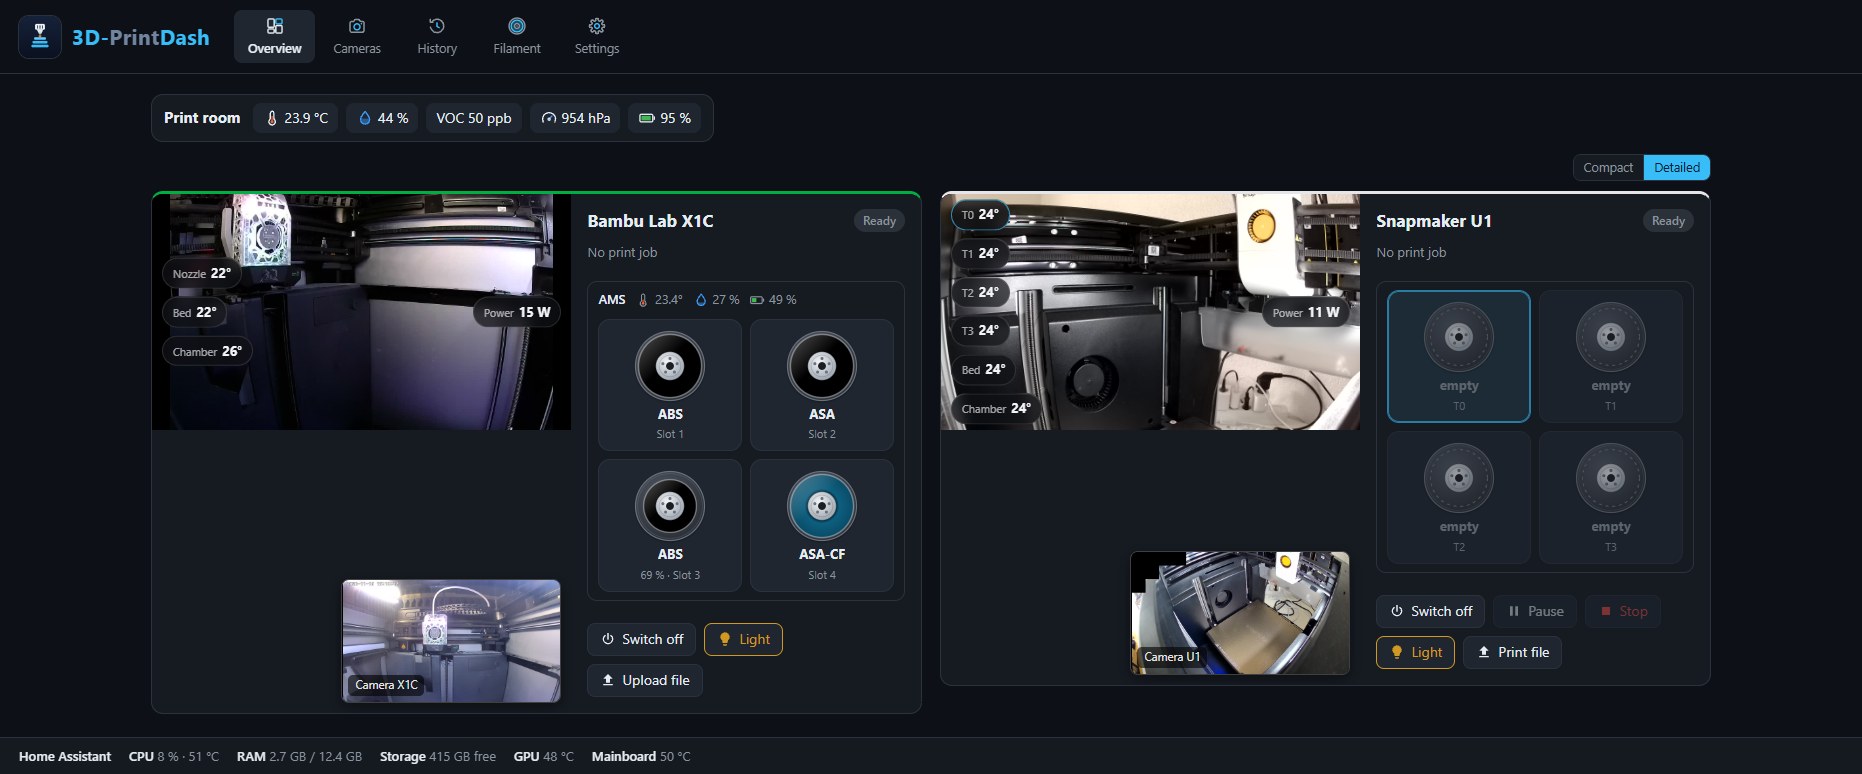 3D-PrintDash
Overview
Cameras
History
Filament
Settings
Print room
23.9 °C
44 %
VOC 50 ppb
954 hPa
95 %
Compact
Detailed
Nozzle 22°
Bed 22°
Chamber 26°
Power 15 W
Camera X1C
Bambu Lab X1C
Ready
No print job
AMS 23.4° 27 % 49 %
ABS
Slot 1
ASA
Slot 2
ABS
69 % · Slot 3
ASA-CF
Slot 4
Switch off
Light
Upload file
T0 24°
T1 24°
T2 24°
T3 24°
Bed 24°
Chamber 24°
Power 11 W
Camera U1
Snapmaker U1
Ready
No print job
empty
T0
empty
T1
empty
T2
empty
T3
Switch off
Pause
Stop
Light
Print file
Home Assistant CPU 8 % · 51 °C RAM 2.7 GB / 12.4 GB Storage 415 GB free GPU 48 °C Mainboard 50 °C